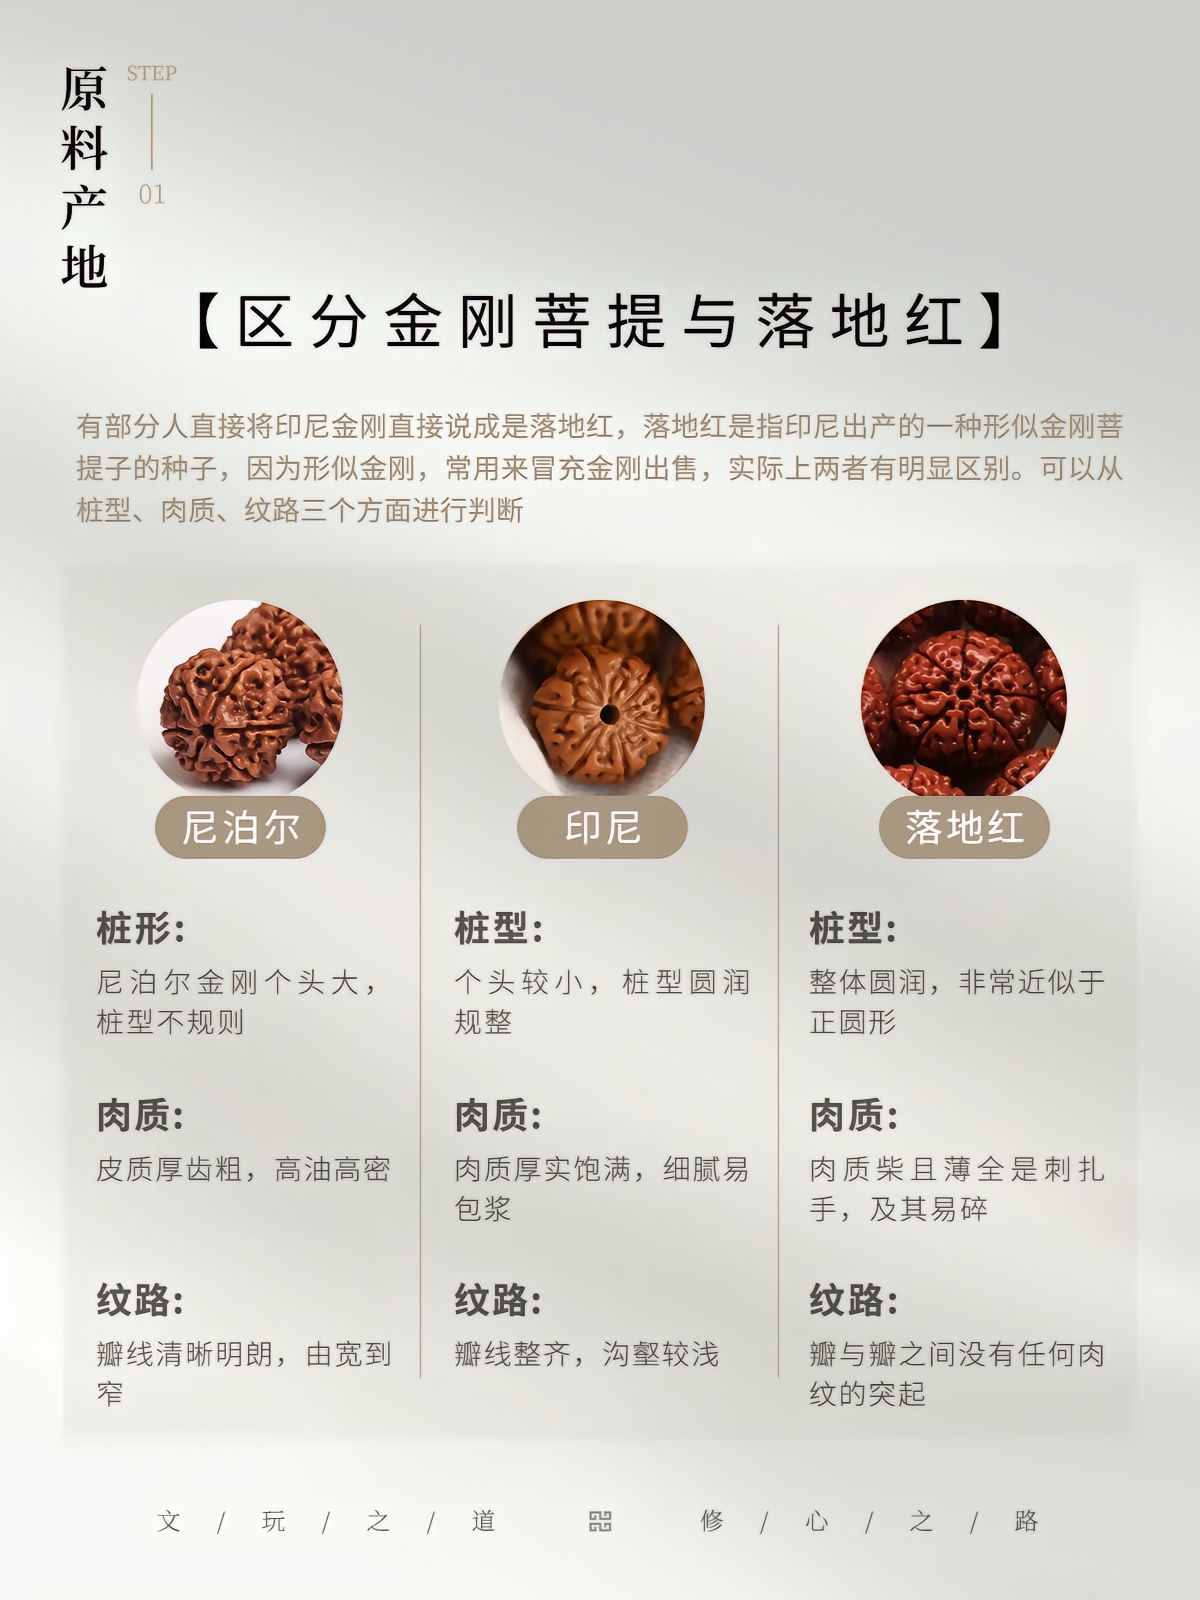 原料产地
STEP
01
【区分金刚菩提与落地红】
有部分人直接将印尼金刚直接说成是落地红，落地红是指印尼出产的一种形似金刚菩
提子的种子，因为形似金刚，常用来冒充金刚出售，实际上两者有明显区别。可以从
桩型、肉质、纹路三个方面进行判断
尼泊尔
桩形:
尼泊尔金刚个头大，
桩型不规则
肉质:
皮质厚齿粗，高油高密
纹路:
瓣线清晰明朗，由宽到
窄
印尼
桩型:
个头较小，桩型圆润
规整
肉质:
肉质厚实饱满，细腻易
包浆
纹路:
瓣线整齐，沟壑较浅
落地红
桩型:
整体圆润，非常近似于
正圆形
肉质:
肉质柴且薄全是刺扎
手，及其易碎
纹路:
瓣与瓣之间没有任何肉
纹的突起
文/玩/之/道 修/心/之/路